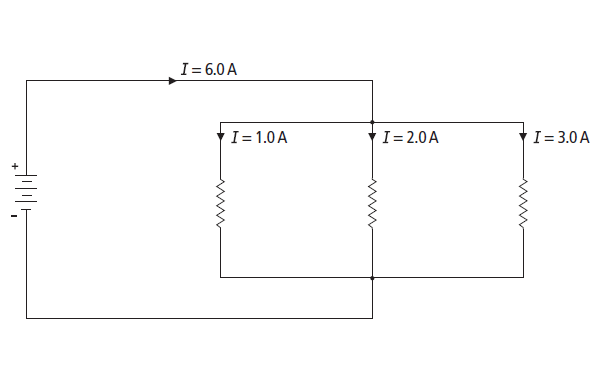 I = 6.0 A
I = 1.0 A
I = 2.0 A
I = 3.0 A
+
-